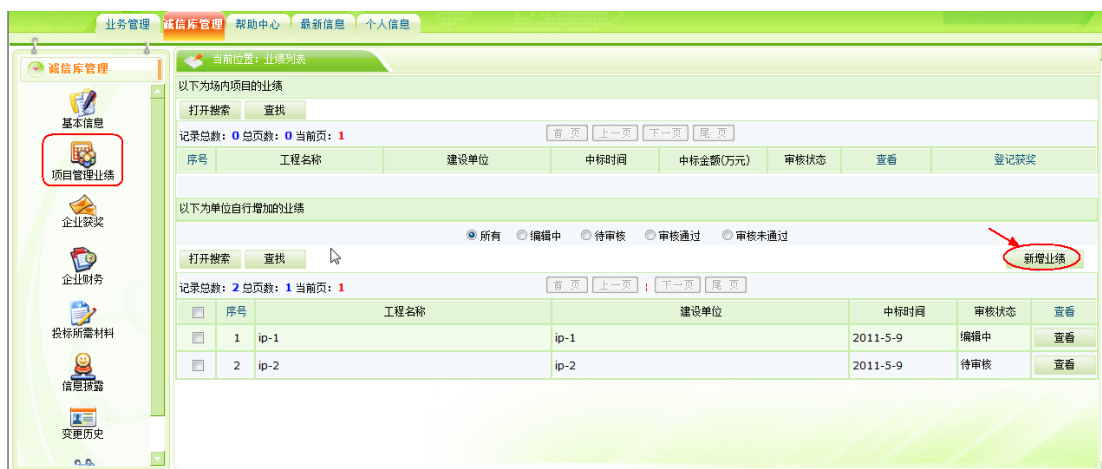 业务管理 诚信库管理 帮助中心 最新信息 个人信息
诚信库管理
基本信息
项目管理业绩
企业获奖
企业财务
投标所需材料
信息披露
变更历史
当前位置：业绩列表
以下为场内项目的业绩
打开搜索 查找
记录总数：0 总页数：0 当前页：1 首 页 上一页 下一页 尾 页
序号 工程名称 建设单位 中标时间 中标金额(万元) 审核状态 查看 登记获奖
以下为单位自行增加的业绩
所有 编辑中 待审核 审核通过 审核未通过
打开搜索 查找 新增业绩
记录总数：2 总页数：1 当前页：1 首 页 上一页 1 下一页 尾 页
序号 工程名称 建设单位 中标时间 审核状态 查看
1 ip-1 ip-1 2011-5-9 编辑中 查看
2 ip-2 ip-2 2011-5-9 待审核 查看